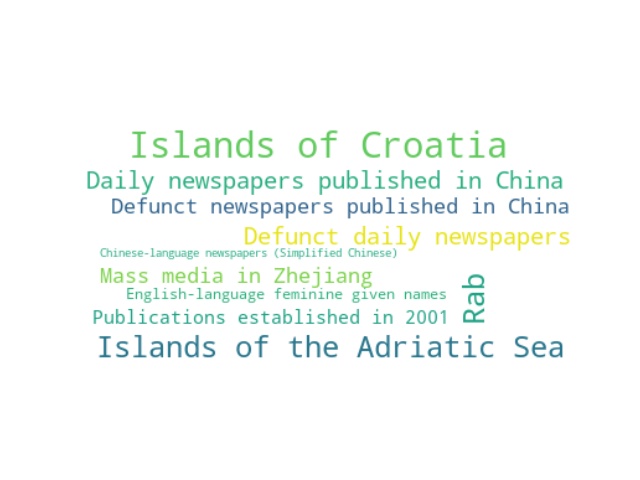 Islands of Croatia
Daily newspapers published in China
Defunct newspapers published in China
Defunct daily newspapers
Chinese-language newspapers (Simplified Chinese)
Mass media in Zhejiang
English-language feminine given names
Rab
Publications established in 2001
Islands of the Adriatic Sea